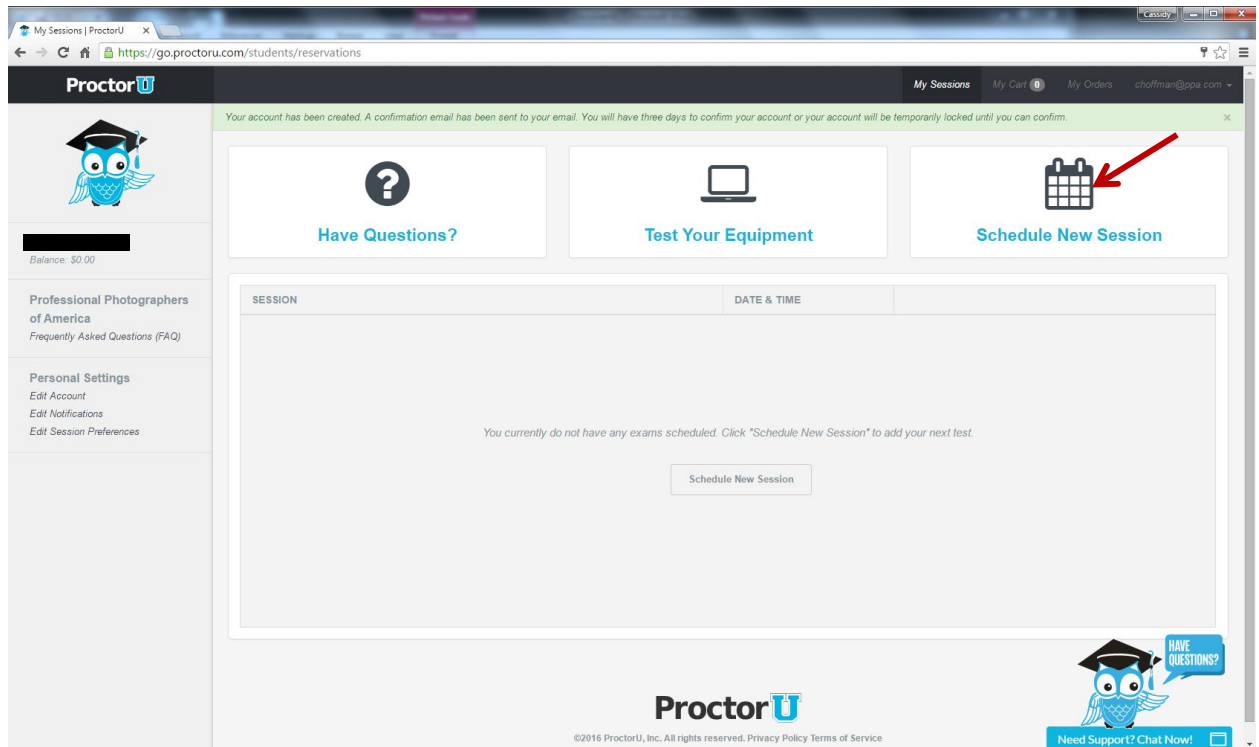 Cassidy
My Sessions | ProctorU
https://go.proctoru.com/students/reservations
ProctorU
My Sessions
My Cart 0
My Orders
choffman@ppa.com
Your account has been created. A confirmation email has been sent to your email. You will have three days to confirm your account or your account will be temporarily locked until you can confirm.
Have Questions?
Test Your Equipment
Schedule New Session
Balance: $0.00
Professional Photographers
of America
Frequently Asked Questions (FAQ)
Personal Settings
Edit Account
Edit Notifications
Edit Session Preferences
SESSION
DATE & TIME
You currently do not have any exams scheduled. Click "Schedule New Session" to add your next test.
Schedule New Session
HAVE
QUESTIONS?
ProctorU
©2016 ProctorU, Inc. All rights reserved. Privacy Policy Terms of Service
Need Support? Chat Now!